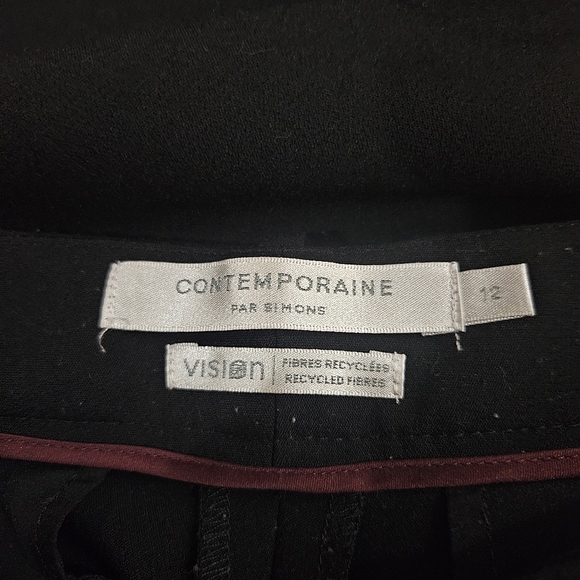 CONTEMPORAINE
PAR SIMONS
12
VISION
FIBRES RECYCLÉES
RECYCLED FIBRES